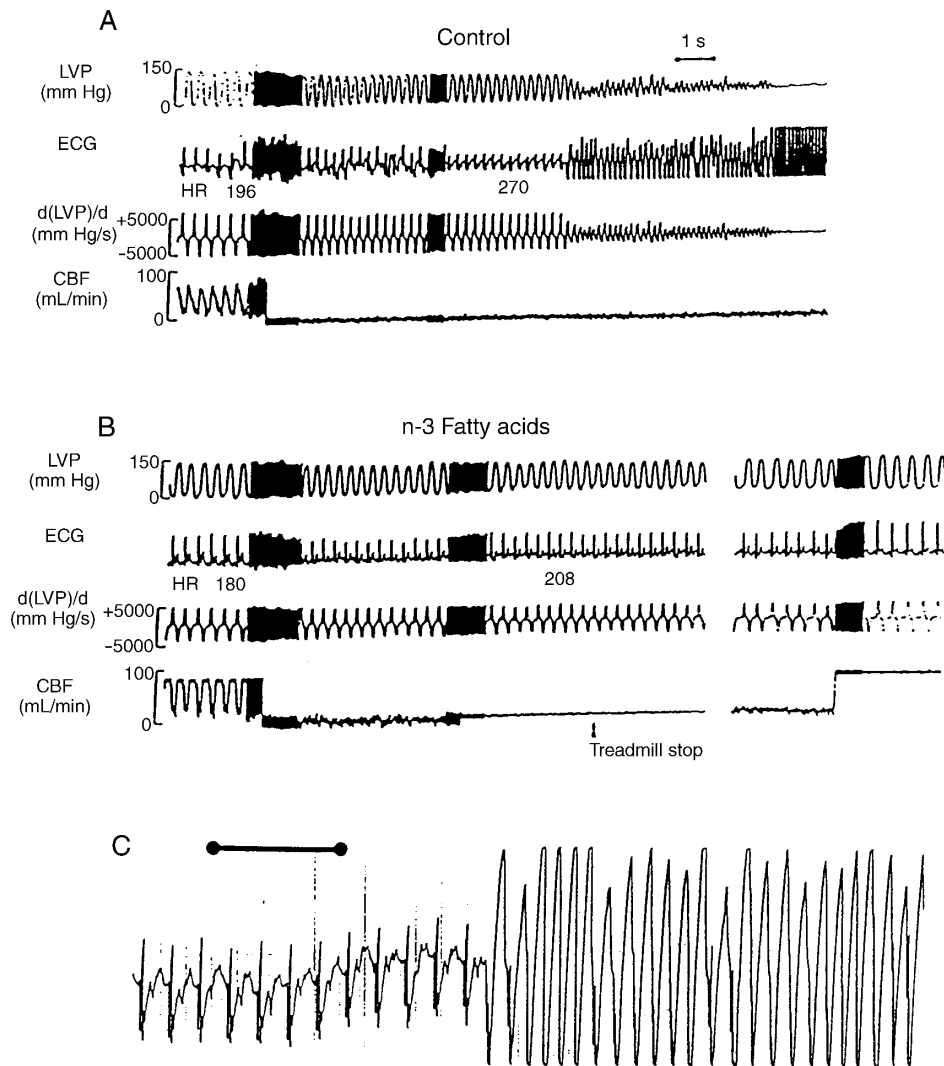 A
Control
1 s
LVP
(mm Hg)
150
0
ECG
HR 196
270
d(LVP)/d
(mm Hg/s)
+5000
−5000
CBF
(mL/min)
100
0
B
n-3 Fatty acids
LVP
(mm Hg)
150
0
ECG
HR 180
208
d(LVP)/d
(mm Hg/s)
+5000
−5000
CBF
(mL/min)
100
0
Treadmill stop
C